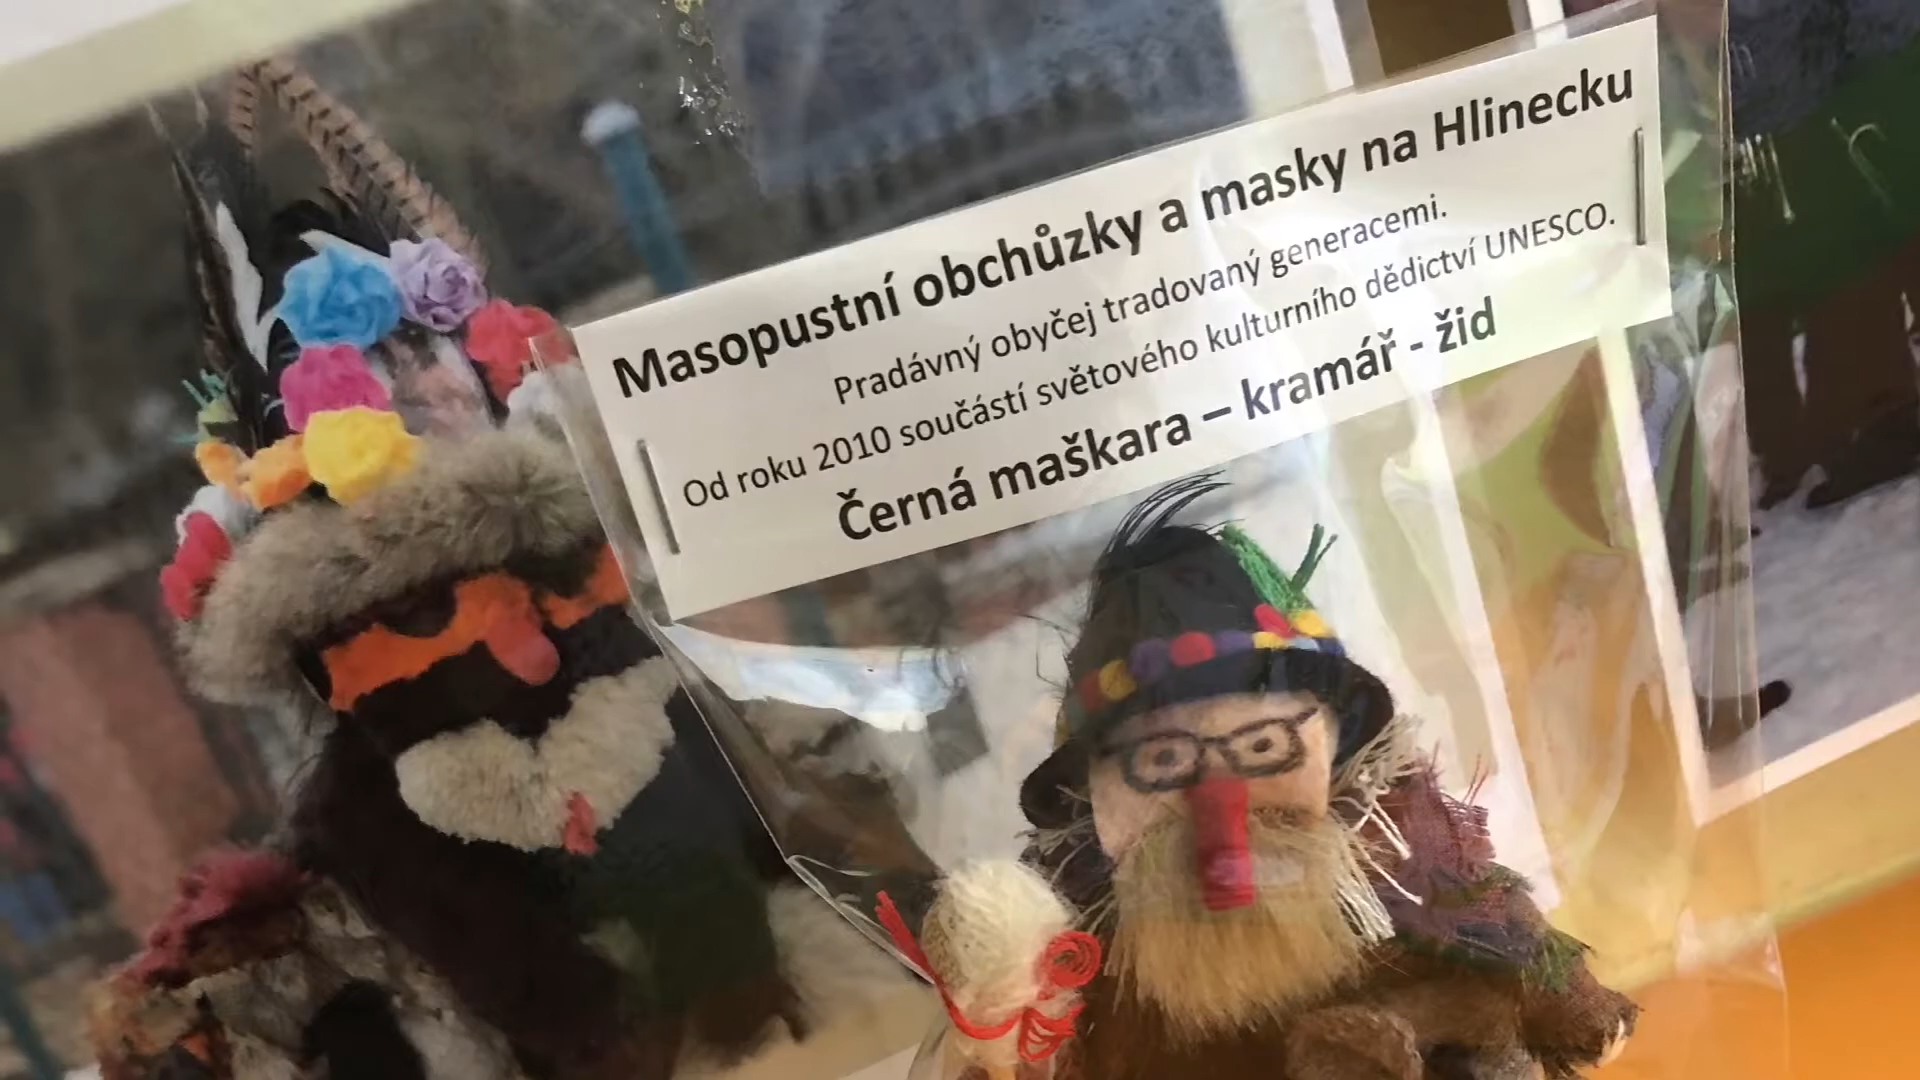 Masopustní obchůzky a masky na Hlinecku
Pradávný obyčej tradovaný generacemi.
Od roku 2010 součástí světového kulturního dědictví UNESCO.
Černá maškara – kramář - žid